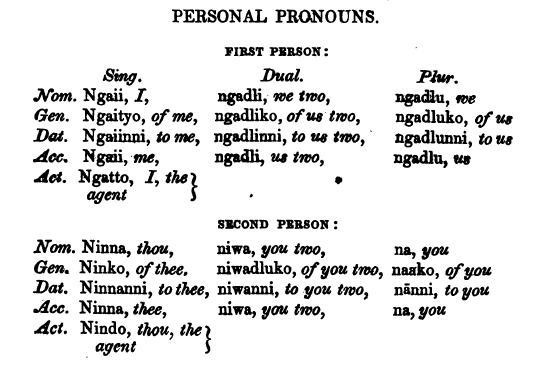 PERSONAL PRONOUNS.
FIRST PERSON:
Sing. Dual. Plur.
Nom. Ngaii, I, ngadli, we two, ngadlu, we
Gen. Ngaityo, of me, ngadliko, of us two, ngadluko, of us
Dat. Ngaiinni, to me, ngadlinni, to us two, ngadlunni, to us
Acc. Ngaii, me, ngadli, us two, ngadlu, us
Act. Ngatto, I, the }
agent
SECOND PERSON:
Nom. Ninna, thou, niwa, you two, na, you
Gen. Ninko, of thee. niwadluko, of you two, naako, of you
Dat. Ninnanni, to thee, niwanni, to you two, nānni, to you
Acc. Ninna, thee, niwa, you two, na, you
Act. Nindo, thou, the }
agent